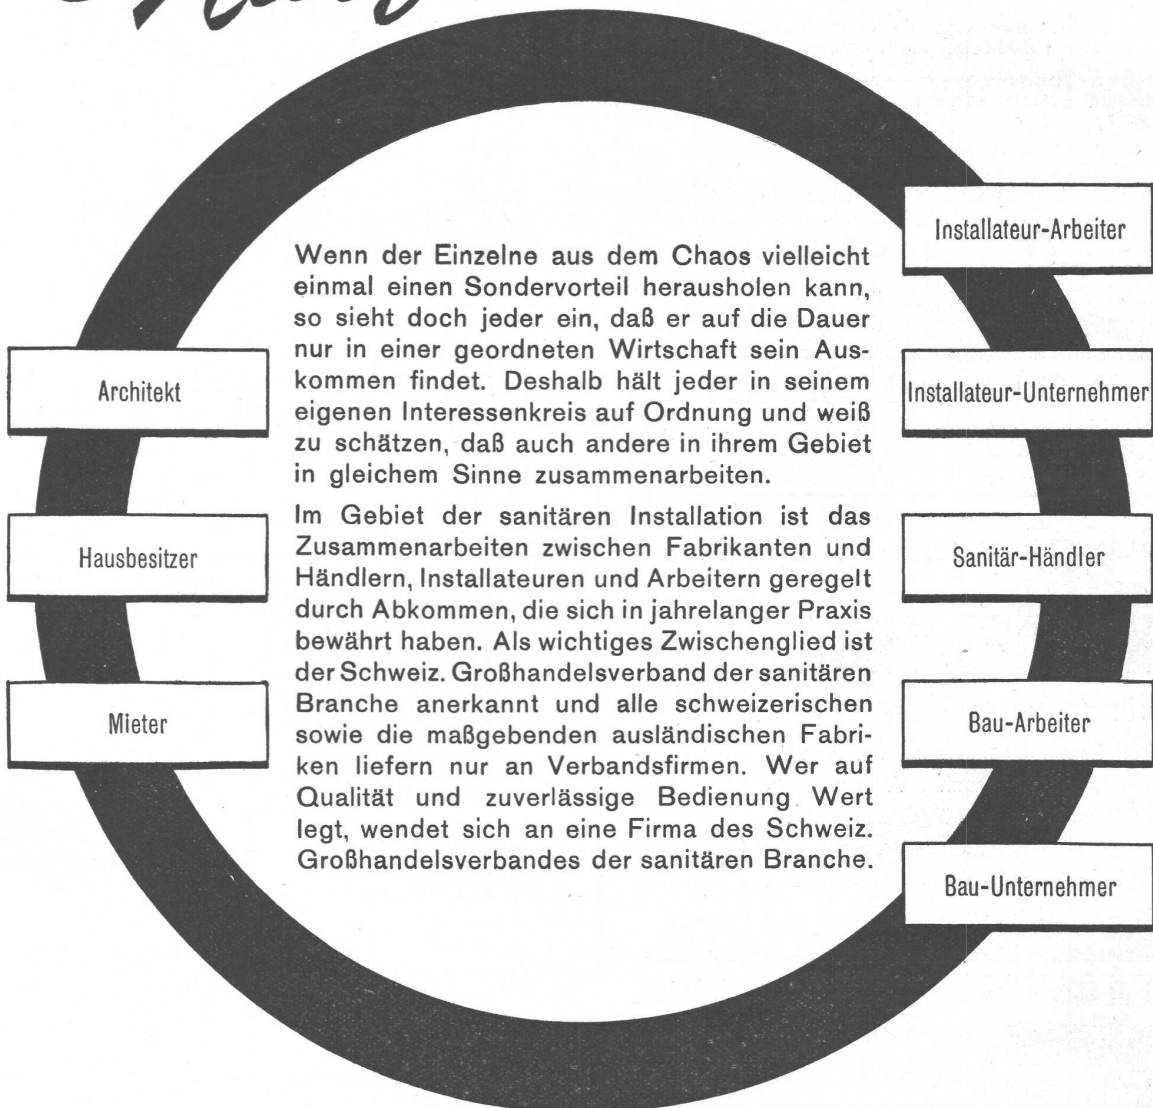 Installateur-Arbeiter
Wenn der Einzelne aus dem Chaos vielleicht
einmal einen Sondervorteil herausholen kann,
so sieht doch jeder ein, daß er auf die Dauer
nur in einer geordneten Wirtschaft sein Aus-
kommen findet. Deshalb hält jeder in seinem
eigenen Interessenkreis auf Ordnung und weiß
zu schätzen, daß auch andere in ihrem Gebiet
in gleichem Sinne zusammenarbeiten.
Im Gebiet der sanitären Installation ist das
Zusammenarbeiten zwischen Fabrikanten und
Händlern, Installateuren und Arbeitern geregelt
durch Abkommen, die sich in jahrelanger Praxis
bewährt haben. Als wichtiges Zwischenglied ist
der Schweiz. Großhandelsverband der sanitären
Branche anerkannt und alle schweizerischen
sowie die maßgebenden ausländischen Fabri-
ken liefern nur an Verbandsfirmen. Wer auf
Qualität und zuverlässige Bedienung Wert
legt, wendet sich an eine Firma des Schweiz.
Großhandelsverbandes der sanitären Branche.
Architekt
Hausbesitzer
Mieter
Installateur-Unternehmer
Sanitär-Händler
Bau-Arbeiter
Bau-Unternehmer